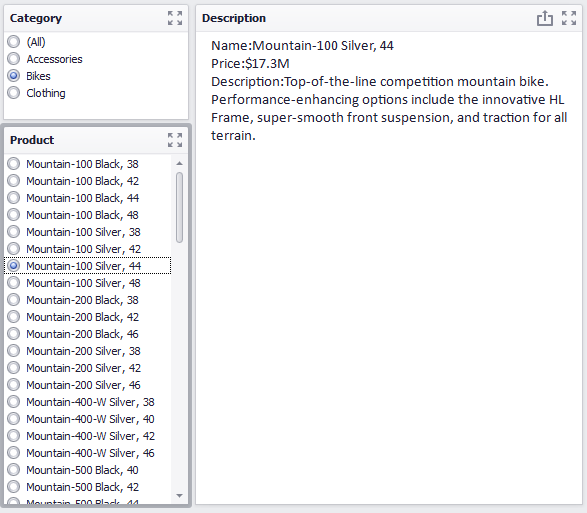 Category
(All)
Accessories
Bikes
Clothing
Product
Mountain-100 Black, 38
Mountain-100 Black, 42
Mountain-100 Black, 44
Mountain-100 Black, 48
Mountain-100 Silver, 38
Mountain-100 Silver, 42
Mountain-100 Silver, 44
Mountain-100 Silver, 48
Mountain-200 Black, 38
Mountain-200 Black, 42
Mountain-200 Black, 46
Mountain-200 Silver, 38
Mountain-200 Silver, 42
Mountain-200 Silver, 46
Mountain-400-W Silver, 38
Mountain-400-W Silver, 40
Mountain-400-W Silver, 42
Mountain-400-W Silver, 46
Mountain-500 Black, 40
Mountain-500 Black, 42
Mountain-500 Black, 44
Description
Name:Mountain-100 Silver, 44
Price:$17.3M
Description:Top-of-the-line competition mountain bike.
Performance-enhancing options include the innovative HL
Frame, super-smooth front suspension, and traction for all
terrain.